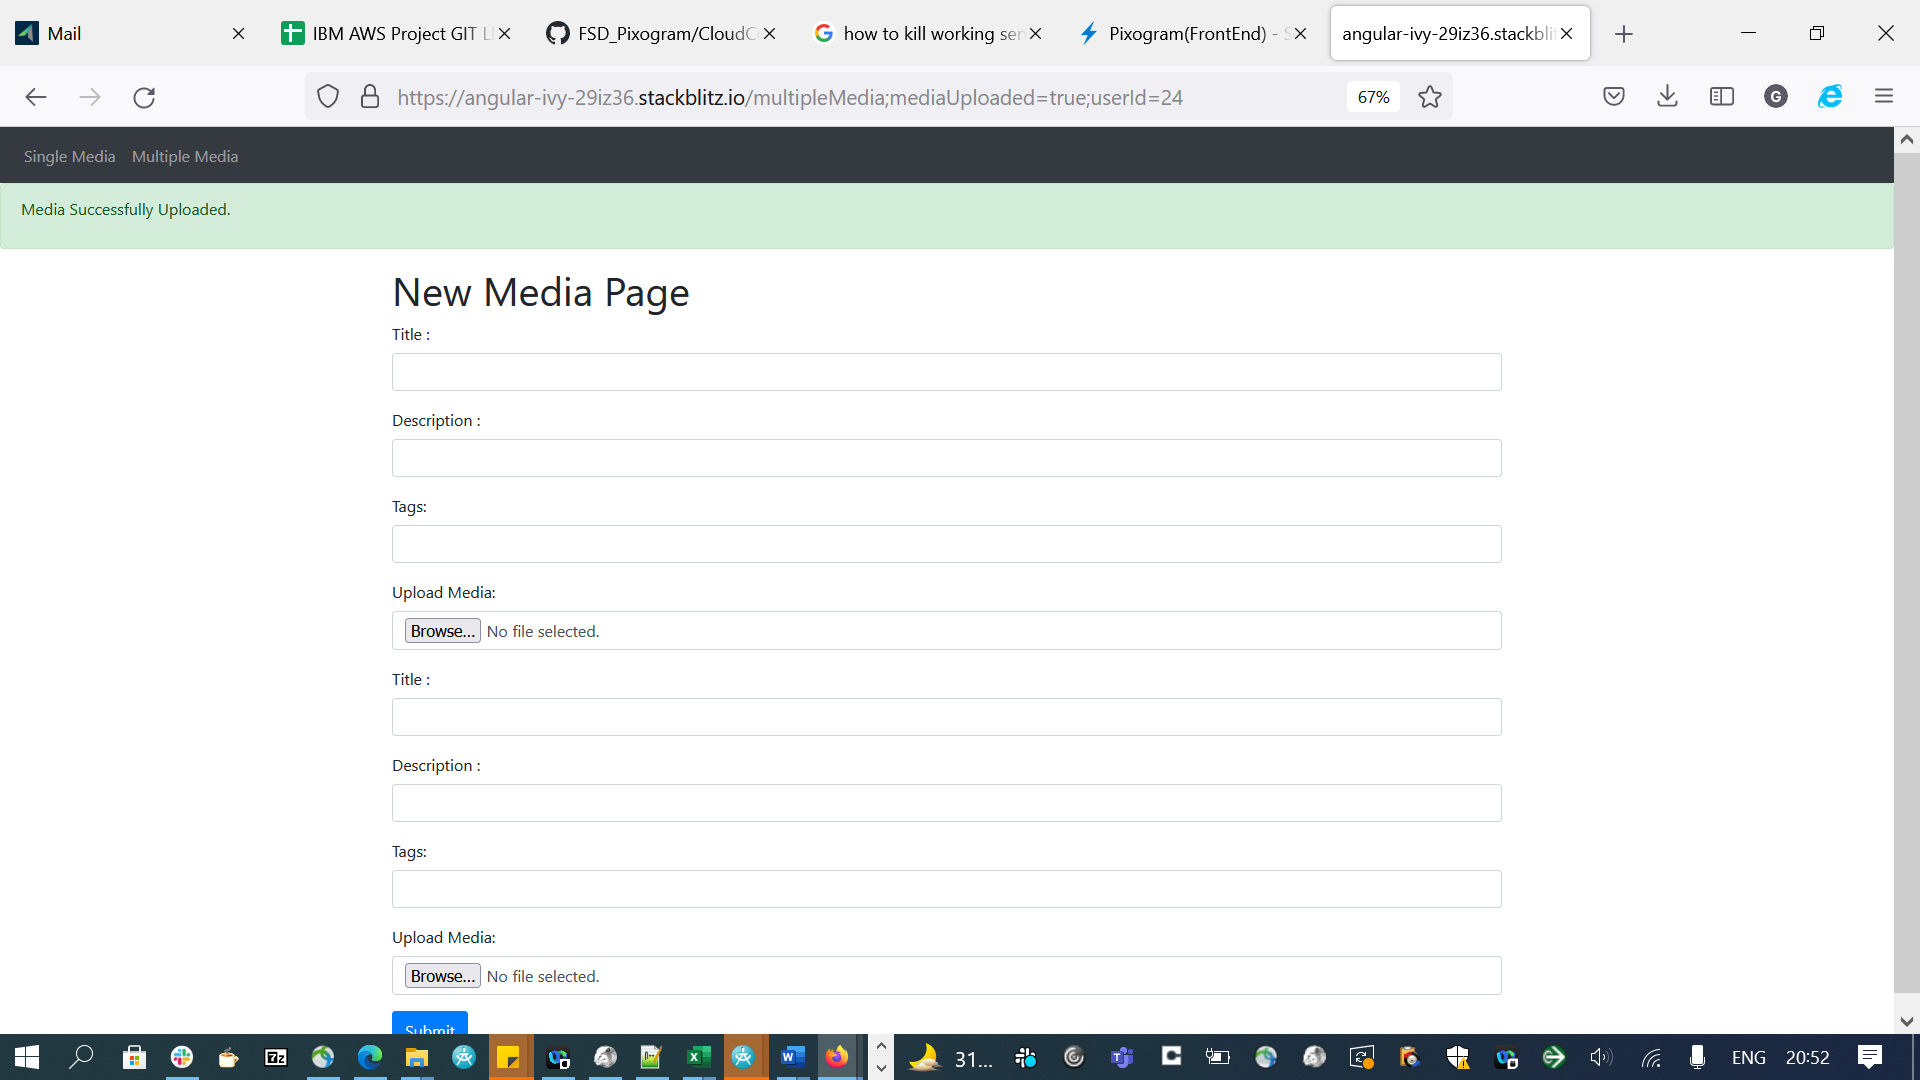 Mail
IBM AWS Project GIT L
FSD_Pixogram/CloudC
how to kill working ser
Pixogram(FrontEnd) - S
angular-ivy-29iz36.stackblit
https://angular-ivy-29iz36.stackblitz.io/multipleMedia;mediaUploaded=true;userId=24
67%
G
Single Media
Multiple Media
Media Successfully Uploaded.
New Media Page
Title :
Description :
Tags:
Upload Media:
Browse... No file selected.
Title :
Description :
Tags:
Upload Media:
Browse... No file selected.
Submit
7z
31...
ENG
20:52